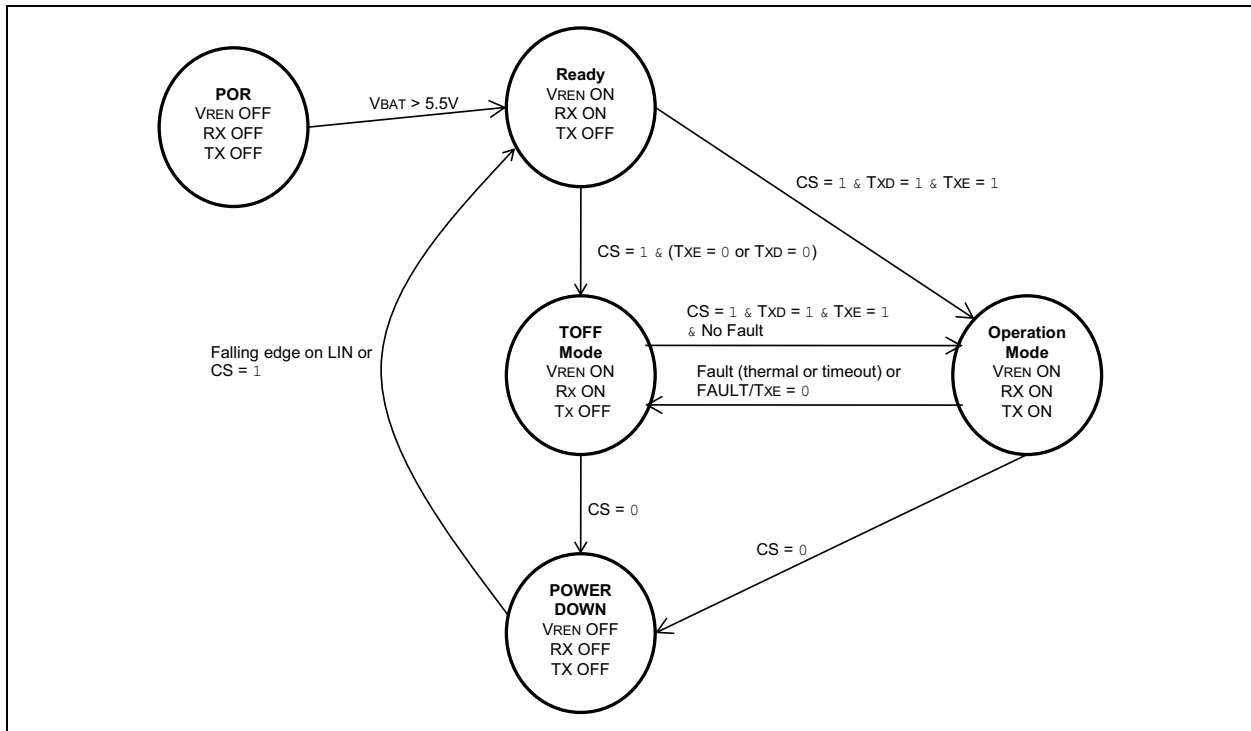 POR
VREN OFF
RX OFF
TX OFF
VBAT > 5.5V
Ready
VREN ON
RX ON
TX OFF
CS = 1 & TXD = 1 & TXE = 1
CS = 1 & (TXE = 0 or TXD = 0)
TOFF
Mode
VREN ON
RX ON
TX OFF
CS = 1 & TXD = 1 & TXE = 1
& No Fault
Fault (thermal or timeout) or
FAULT/TXE = 0
Operation
Mode
VREN ON
RX ON
TX ON
Falling edge on LIN or
CS = 1
CS = 0
CS = 0
POWER
DOWN
VREN OFF
RX OFF
TX OFF